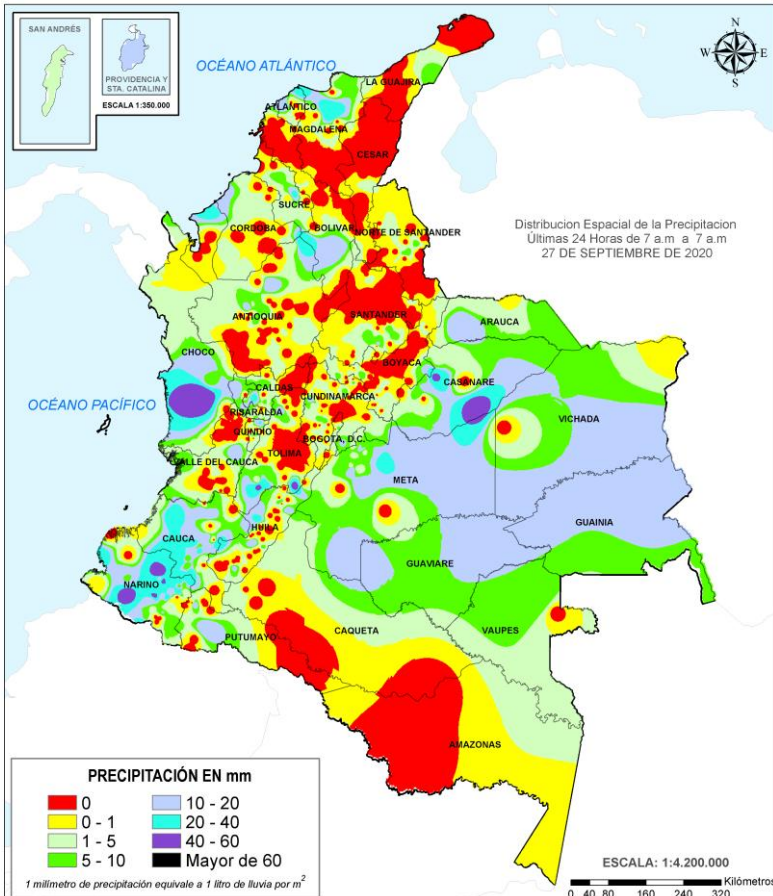 SAN ANDRÉS
PROVIDENCIA Y
STA. CATALINA
ESCALA 1:350.000
OCÉANO ATLÁNTICO
N
W
E
S
LA GUAJIRA
ATLÁNTICO
MAGDALENA
CESAR
SUCRE
CORDOBA
BOLIVAR
NORTE DE SANTANDER
Distribucion Espacial de la Precipitacion
Últimas 24 Horas de 7 a.m a 7 a.m
27 DE SEPTIEMBRE DE 2020
ANTIOQUIA
SANTANDER
ARAUCA
CHOCO
BOYACA
CASANARE
CALDAS
CUNDINAMARCA
OCÉANO PACÍFICO
RISARALDA
VICHADA
QUINDIO
BOGOTA, D.C.
TOLIMA
VALLE DEL CAUCA
META
GUAINIA
HUILA
CAUCA
GUAVIARE
NARINO
CAQUETA
VAUPES
PUTUMAYO
AMAZONAS
PRECIPITACIÓN EN mm
0
0 - 1
1 - 5
5 - 10
10 - 20
20 - 40
40 - 60
Mayor de 60
1 milímetro de precipitación equivale a 1 litro de lluvia por m²
ESCALA: 1:4.200.000
Kilómetros
0 40 80 160 240 320